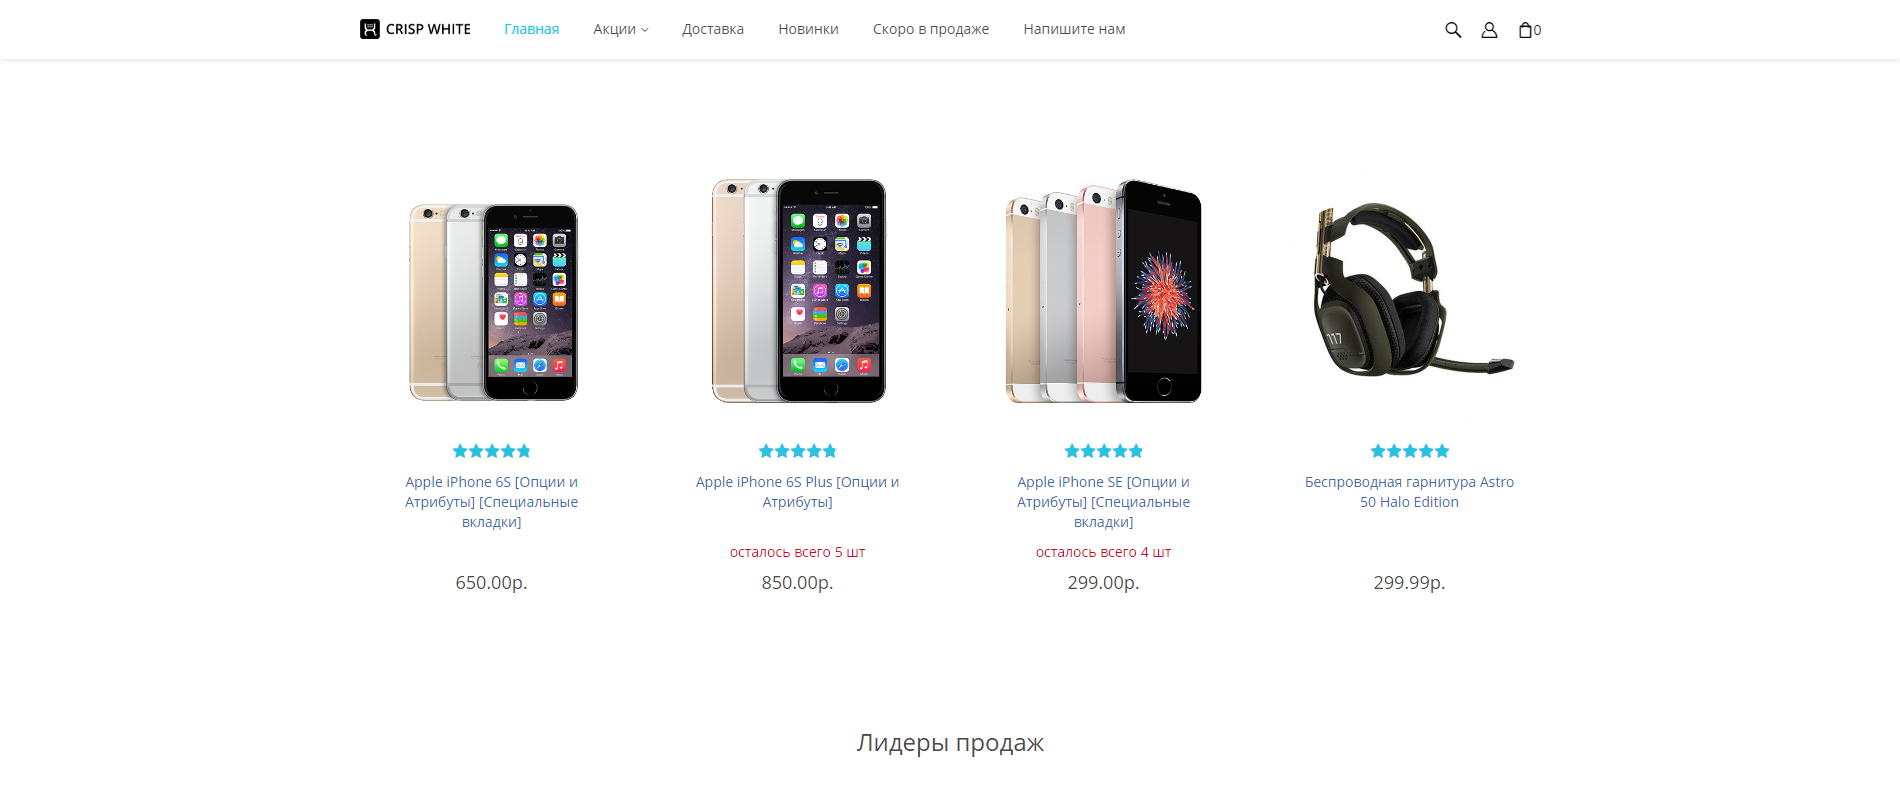 CRISP WHITE Главная Акции Доставка Новинки Скоро в продаже Напишите нам 0
117
Apple iPhone 6S [Опции и
Атрибуты] [Специальные
вкладки]
650.00р.
Apple iPhone 6S Plus [Опции и
Атрибуты]
осталось всего 5 шт
850.00р.
Apple iPhone SE [Опции и
Атрибуты] [Специальные
вкладки]
осталось всего 4 шт
299.00р.
Беспроводная гарнитура Astro
50 Halo Edition
299.99р.
Лидеры продаж